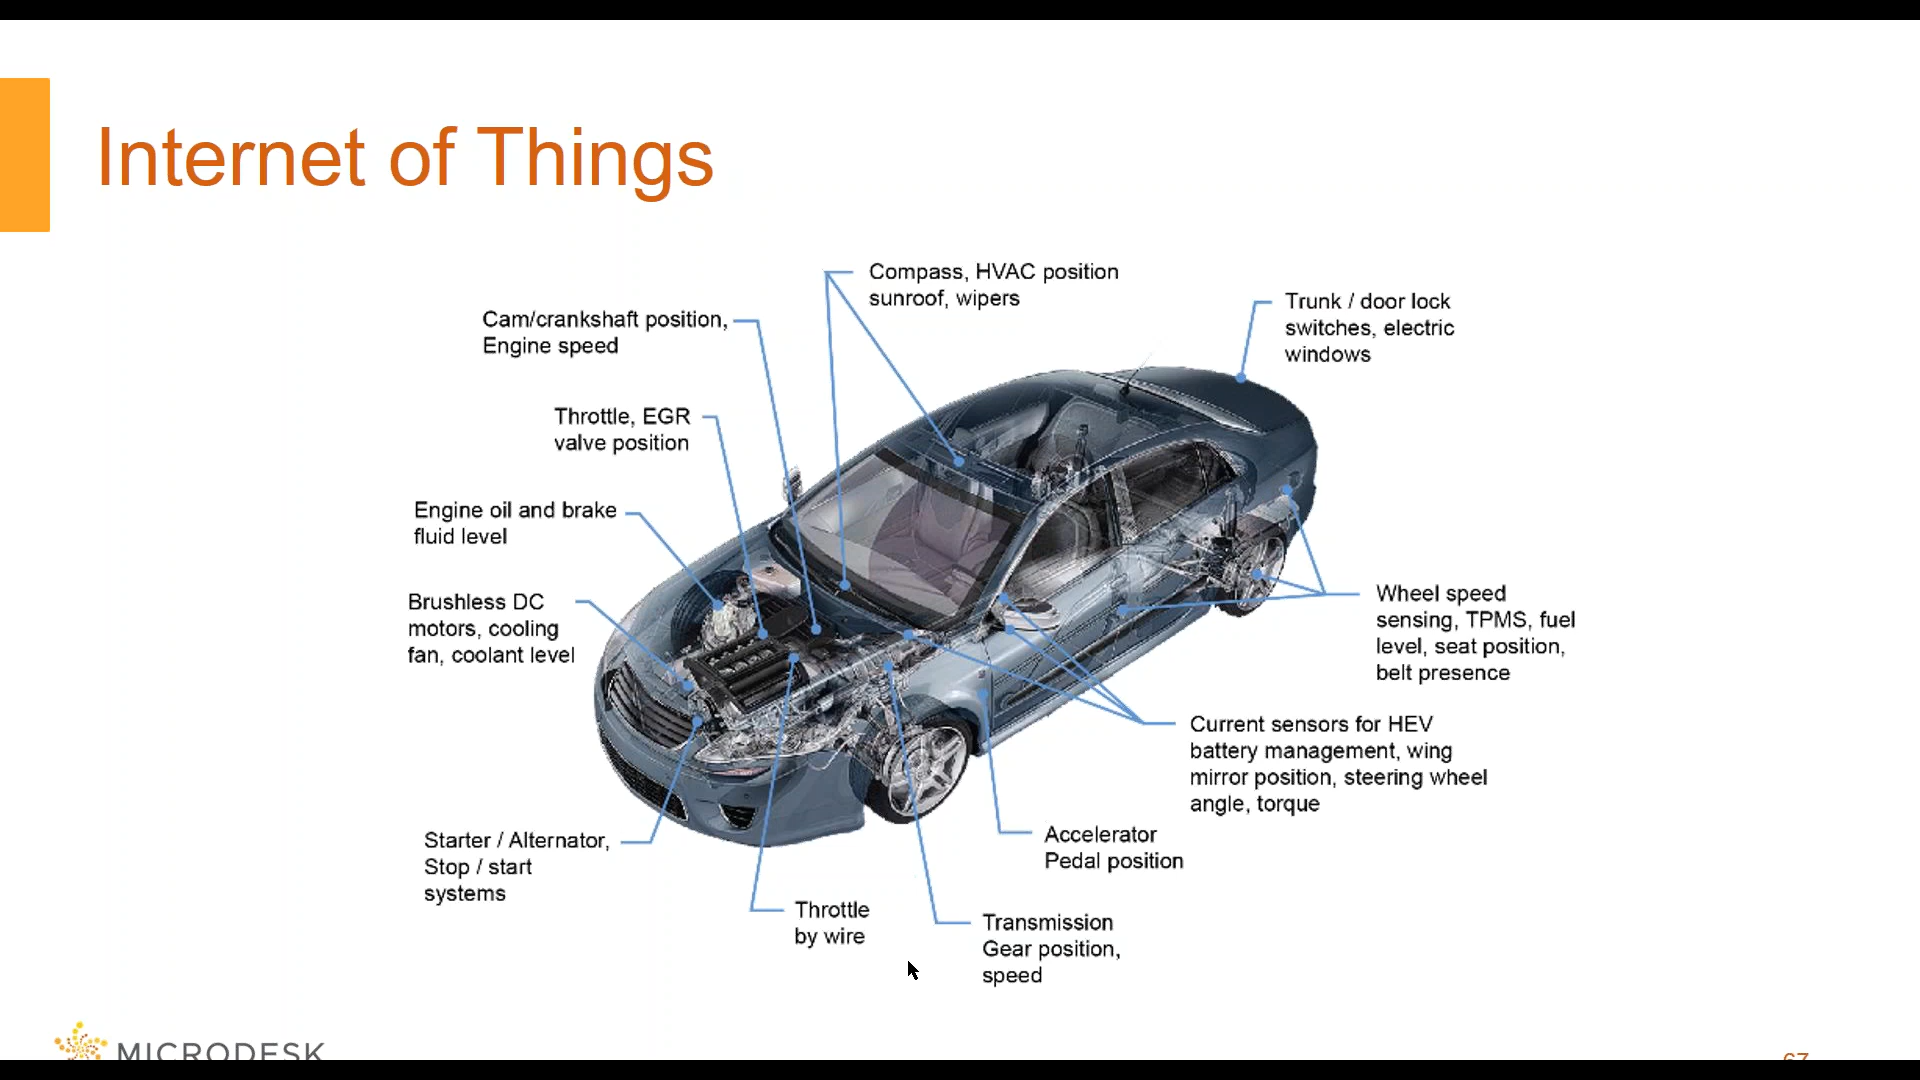 Internet of Things
Compass, HVAC position
sunroof, wipers
Trunk / door lock
switches, electric
windows
Cam/crankshaft position,
Engine speed
Throttle, EGR
valve position
Engine oil and brake
fluid level
Brushless DC
motors, cooling
fan, coolant level
Wheel speed
sensing, TPMS, fuel
level, seat position,
belt presence
Current sensors for HEV
battery management, wing
mirror position, steering wheel
angle, torque
Accelerator
Pedal position
Starter / Alternator,
Stop / start
systems
Throttle
by wire
Transmission
Gear position,
speed
MICRODESK
67